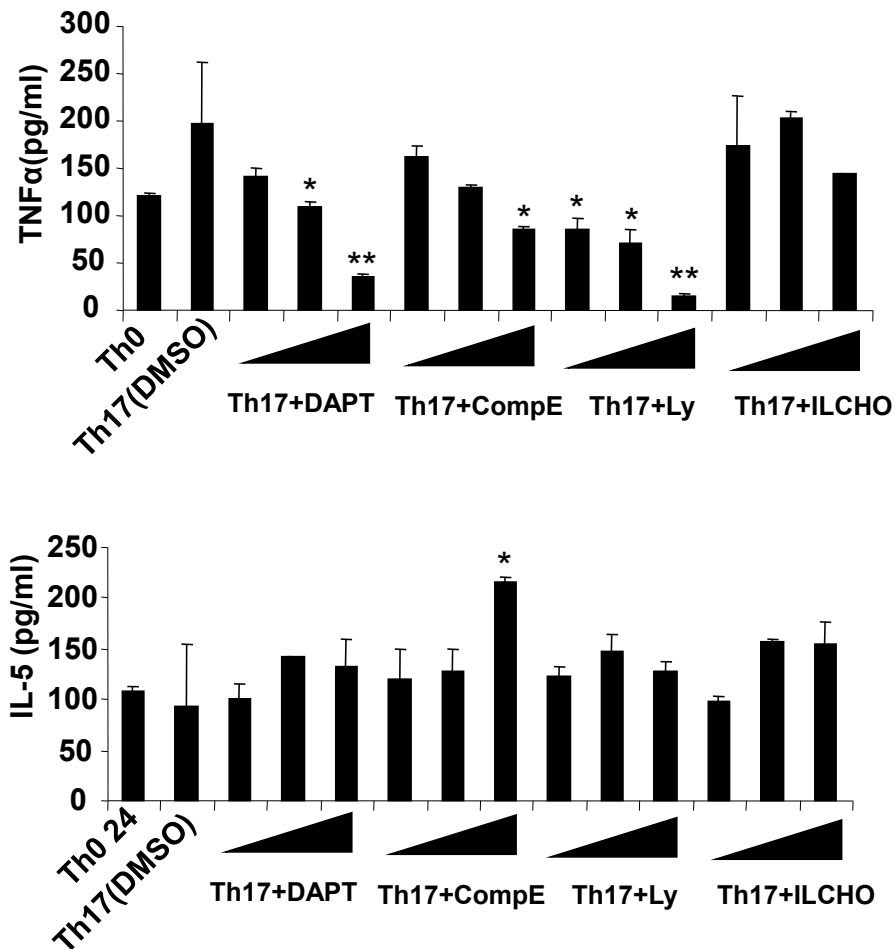 TNFα(pg/ml)
300
250
200
150
100
50
0
*
**
*
*
*
**
Th0
Th17(DMSO)
Th17+DAPT
Th17+CompE
Th17+Ly
Th17+ILCHO
IL-5 (pg/ml)
250
200
150
100
50
0
*
Th0 24
Th17(DMSO)
Th17+DAPT
Th17+CompE
Th17+Ly
Th17+ILCHO